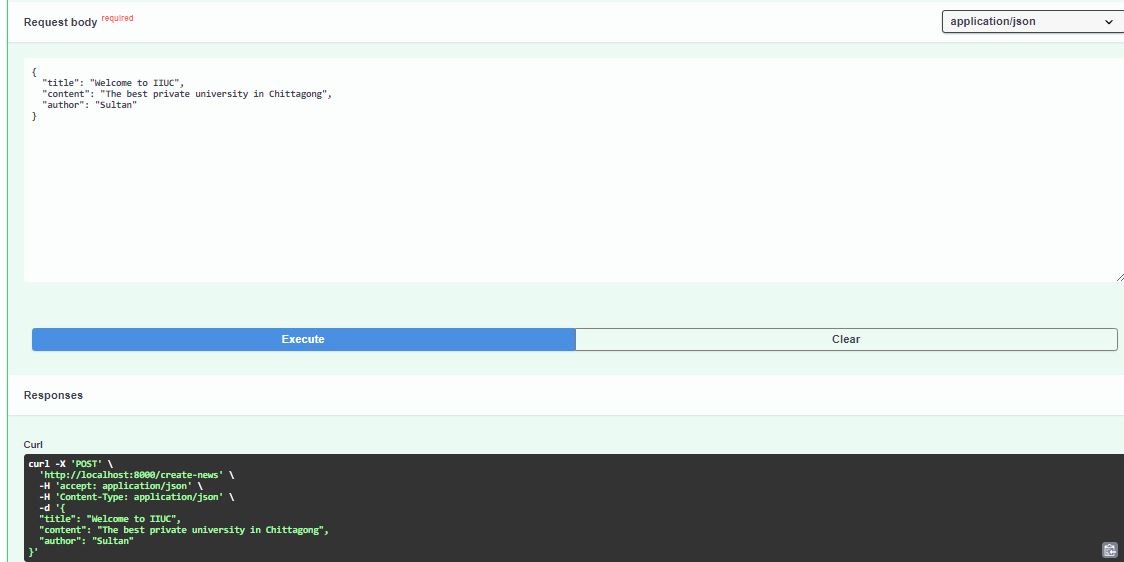 Request body required
application/json
{
  "title": "Welcome to IIUC",
  "content": "The best private university in Chittagong",
  "author": "Sultan"
}
Execute
Clear
Responses
Curl
curl -X 'POST' \
  'http://localhost:8000/create-news' \
  -H 'accept: application/json' \
  -H 'Content-Type: application/json' \
  -d '{
  "title": "Welcome to IIUC",
  "content": "The best private university in Chittagong",
  "author": "Sultan"
}'